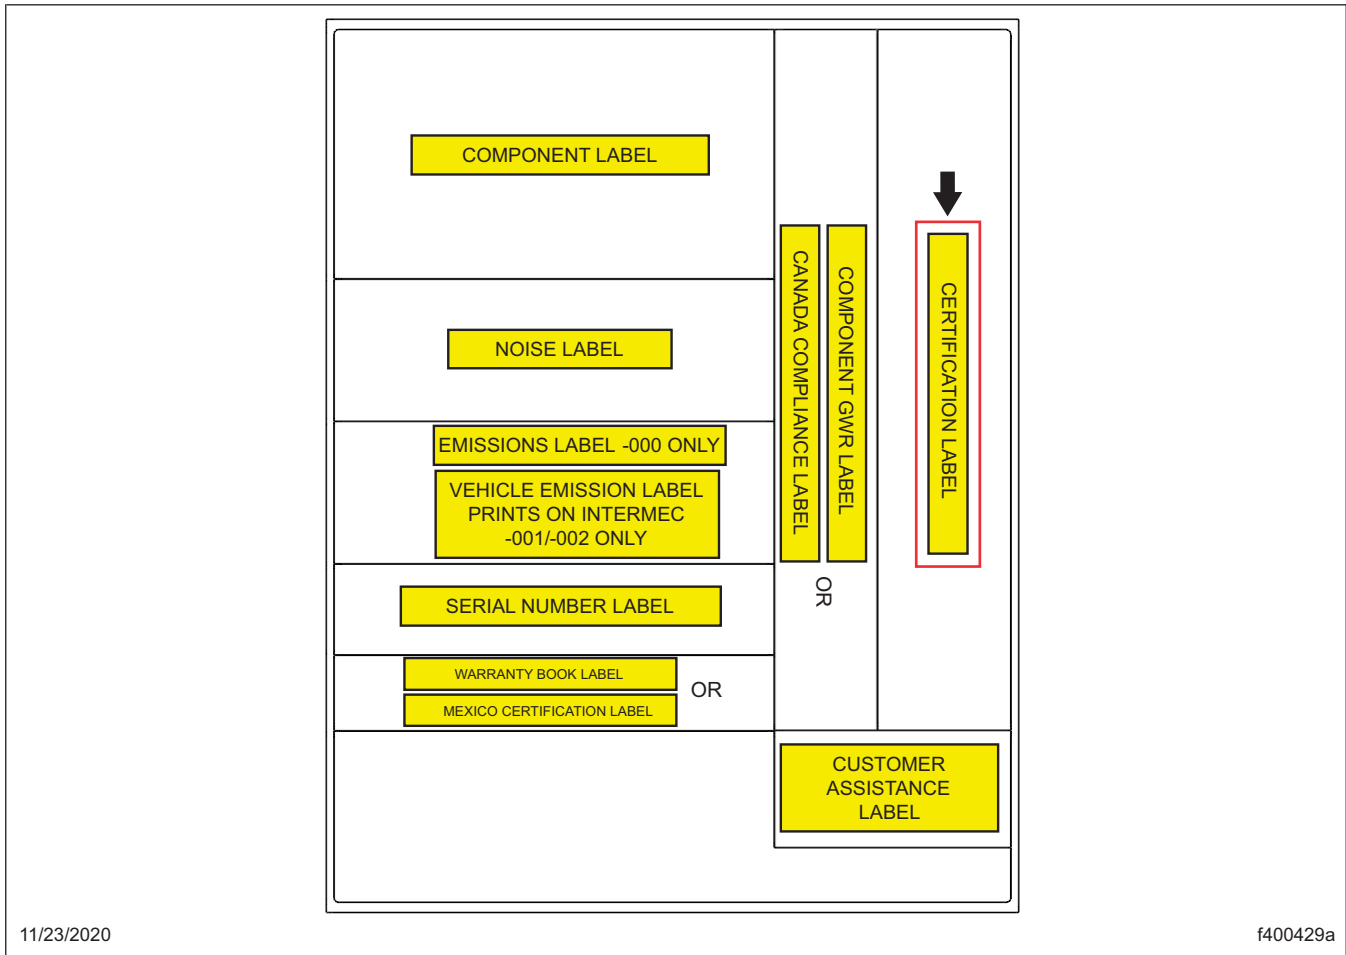 COMPONENT LABEL
NOISE LABEL
EMISSIONS LABEL -000 ONLY
VEHICLE EMISSION LABEL
PRINTS ON INTERMEC
-001/-002 ONLY
SERIAL NUMBER LABEL
WARRANTY BOOK LABEL
OR
MEXICO CERTIFICATION LABEL
CANADA COMPLIANCE LABEL
OR
COMPONENT GWR LABEL
CERTIFICATION LABEL
CUSTOMER
ASSISTANCE
LABEL
11/23/2020
f400429a